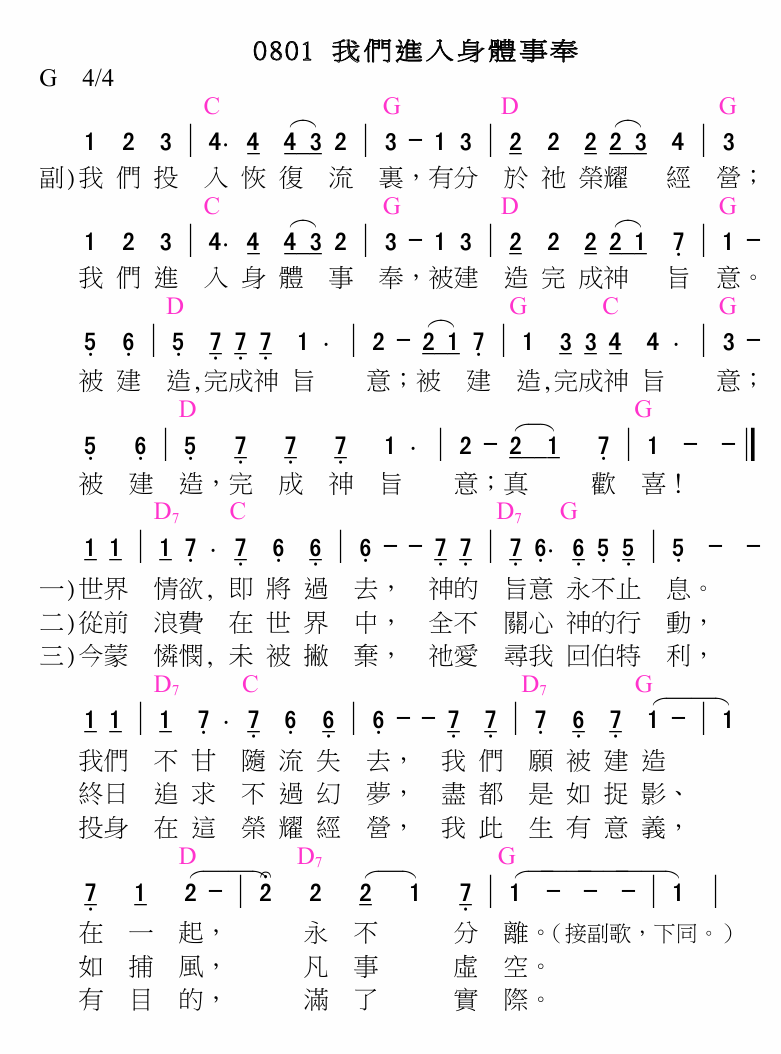 0801 我們進入身體事奉
G 4/4
C G D G
1 2 3 | 4. 4 4 3 2 | 3 - 1 3 | 2 2 2 2 3 4 | 3
副)我 們 投 入 恢 復 流 裏，有分 於 祂 榮耀 經 營；
C G D G
1 2 3 | 4. 4 4 3 2 | 3 - 1 3 | 2 2 2 2 1 7 | 1 -
我 們 進 入 身 體 事 奉，被建 造 完 成神 旨 意。
D G C G
5 6 | 5 7 7 7 1 . | 2 - 2 1 7 | 1 3 3 4 4 . | 3 -
被 建 造,完成神 旨 意；被 建 造,完成神 旨 意；
D G
5 6 | 5 7 7 7 1 . | 2 - 2 1 7 | 1 - - ||
被 建 造，完 成 神 旨 意；真 歡 喜！
D7 C D7 G
1 1 | 1 7 . 7 6 6 | 6 - - 7 7 | 7 6. 6 5 5 | 5 - -
一)世界 情欲, 即 將 過 去， 神的 旨意 永不止 息。
二)從前 浪費 在 世 界 中， 全不 關心 神的行 動，
三)今蒙 憐憫, 未 被 撇 棄， 祂愛 尋我 回伯特 利，
D7 C D7 G
1 1 | 1 7 . 7 6 6 | 6 - - 7 7 | 7 6 7 1 - | 1
我們 不 甘 隨 流 失 去， 我 們 願 被 建 造
終日 追 求 不 過 幻 夢， 盡 都 是 如 捉 影、
投身 在 這 榮 耀 經 營， 我 此 生 有 意 義，
D D7 G
7 1 2 - | 2 2 2 1 7 | 1 - - - | 1 |
在 一 起， 永 不 分 離。（接副歌，下同。）
如 捕 風， 凡 事 虛 空。
有 目 的， 滿 了 實 際。